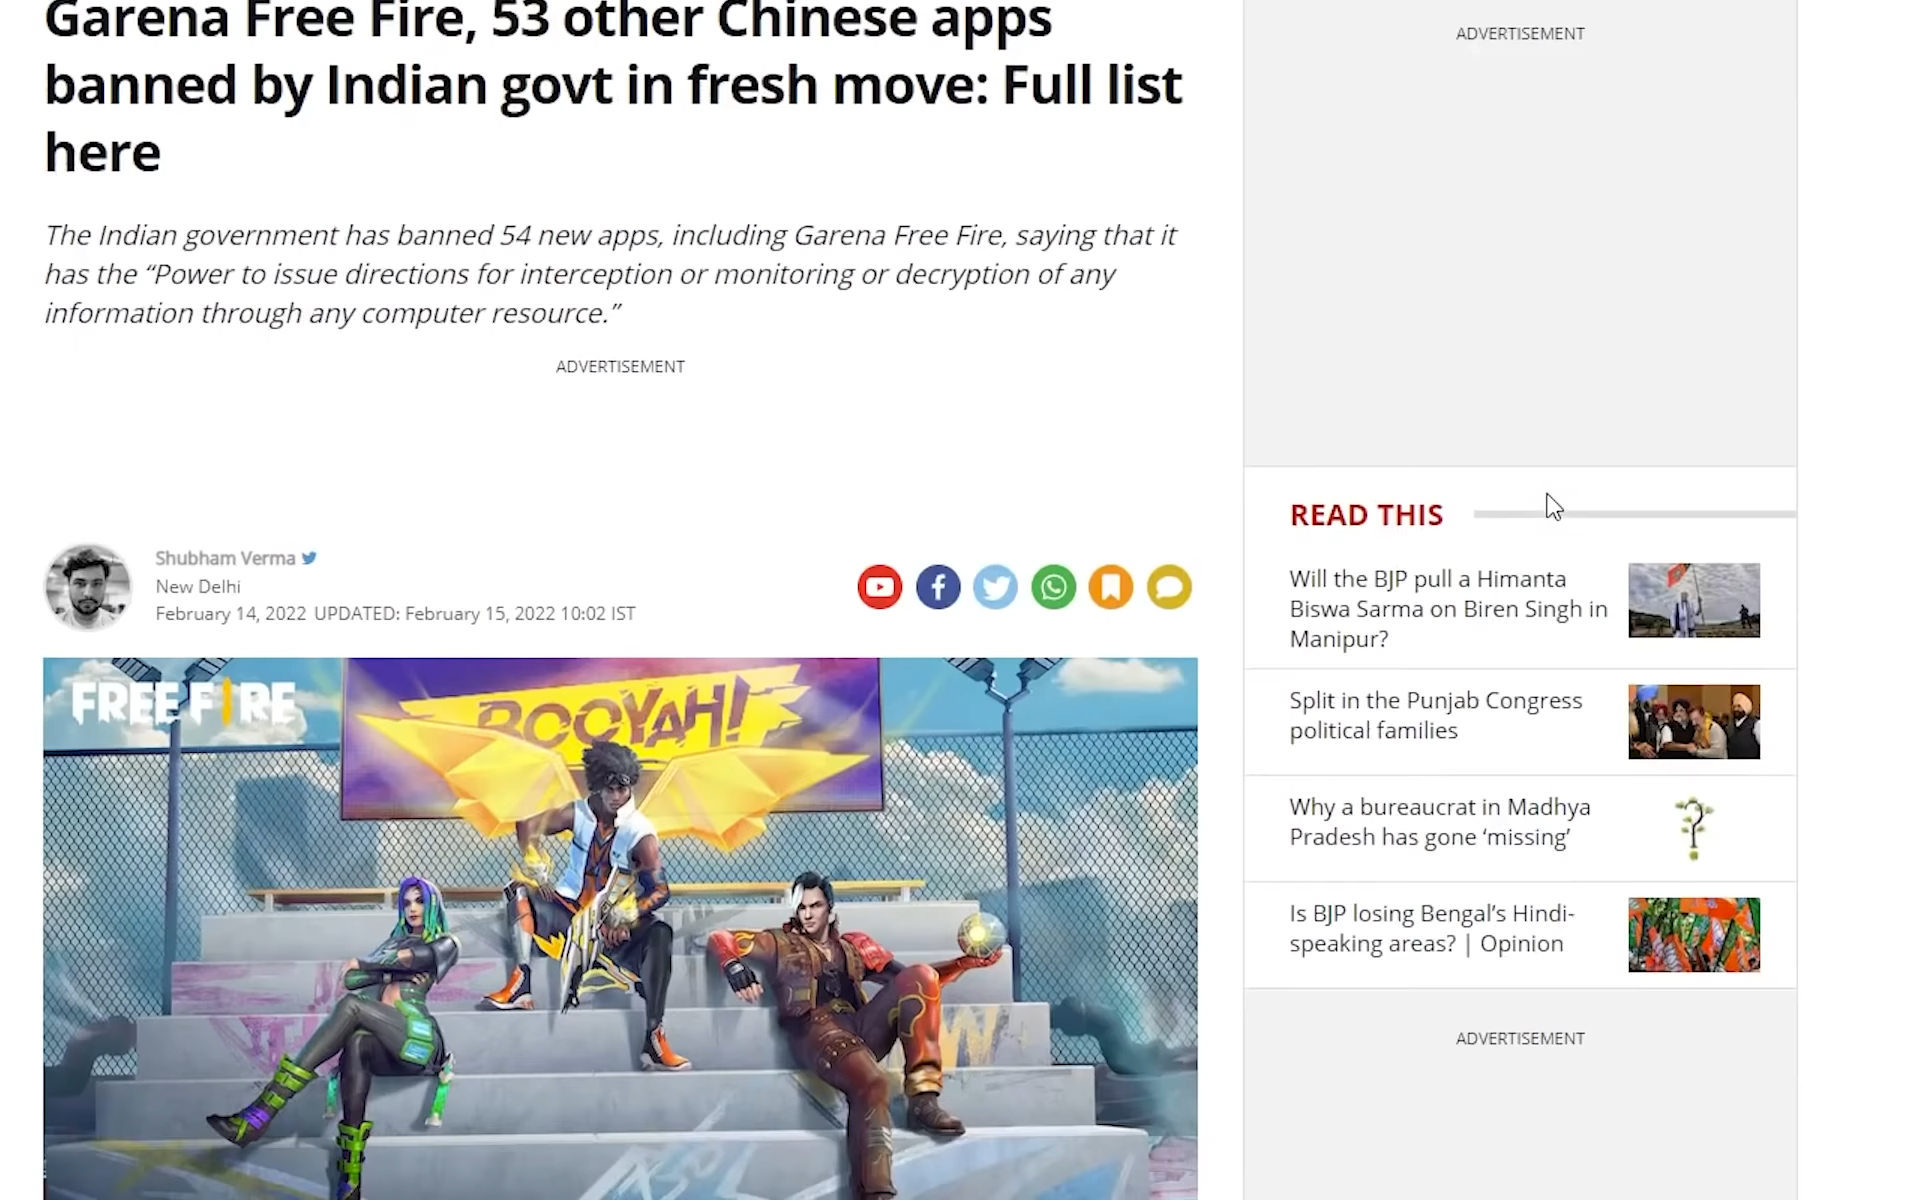 Garena Free Fire, 53 other Chinese apps
banned by Indian govt in fresh move: Full list
here
The Indian government has banned 54 new apps, including Garena Free Fire, saying that it
has the “Power to issue directions for interception or monitoring or decryption of any
information through any computer resource.”
ADVERTISEMENT
Shubham Verma
New Delhi
February 14, 2022 UPDATED: February 15, 2022 10:02 IST
FREE FIRE
BOOYAH!
ADVERTISEMENT
READ THIS
Will the BJP pull a Himanta
Biswa Sarma on Biren Singh in
Manipur?
Split in the Punjab Congress
political families
Why a bureaucrat in Madhya
Pradesh has gone ‘missing’
Is BJP losing Bengal’s Hindi-
speaking areas? | Opinion
ADVERTISEMENT